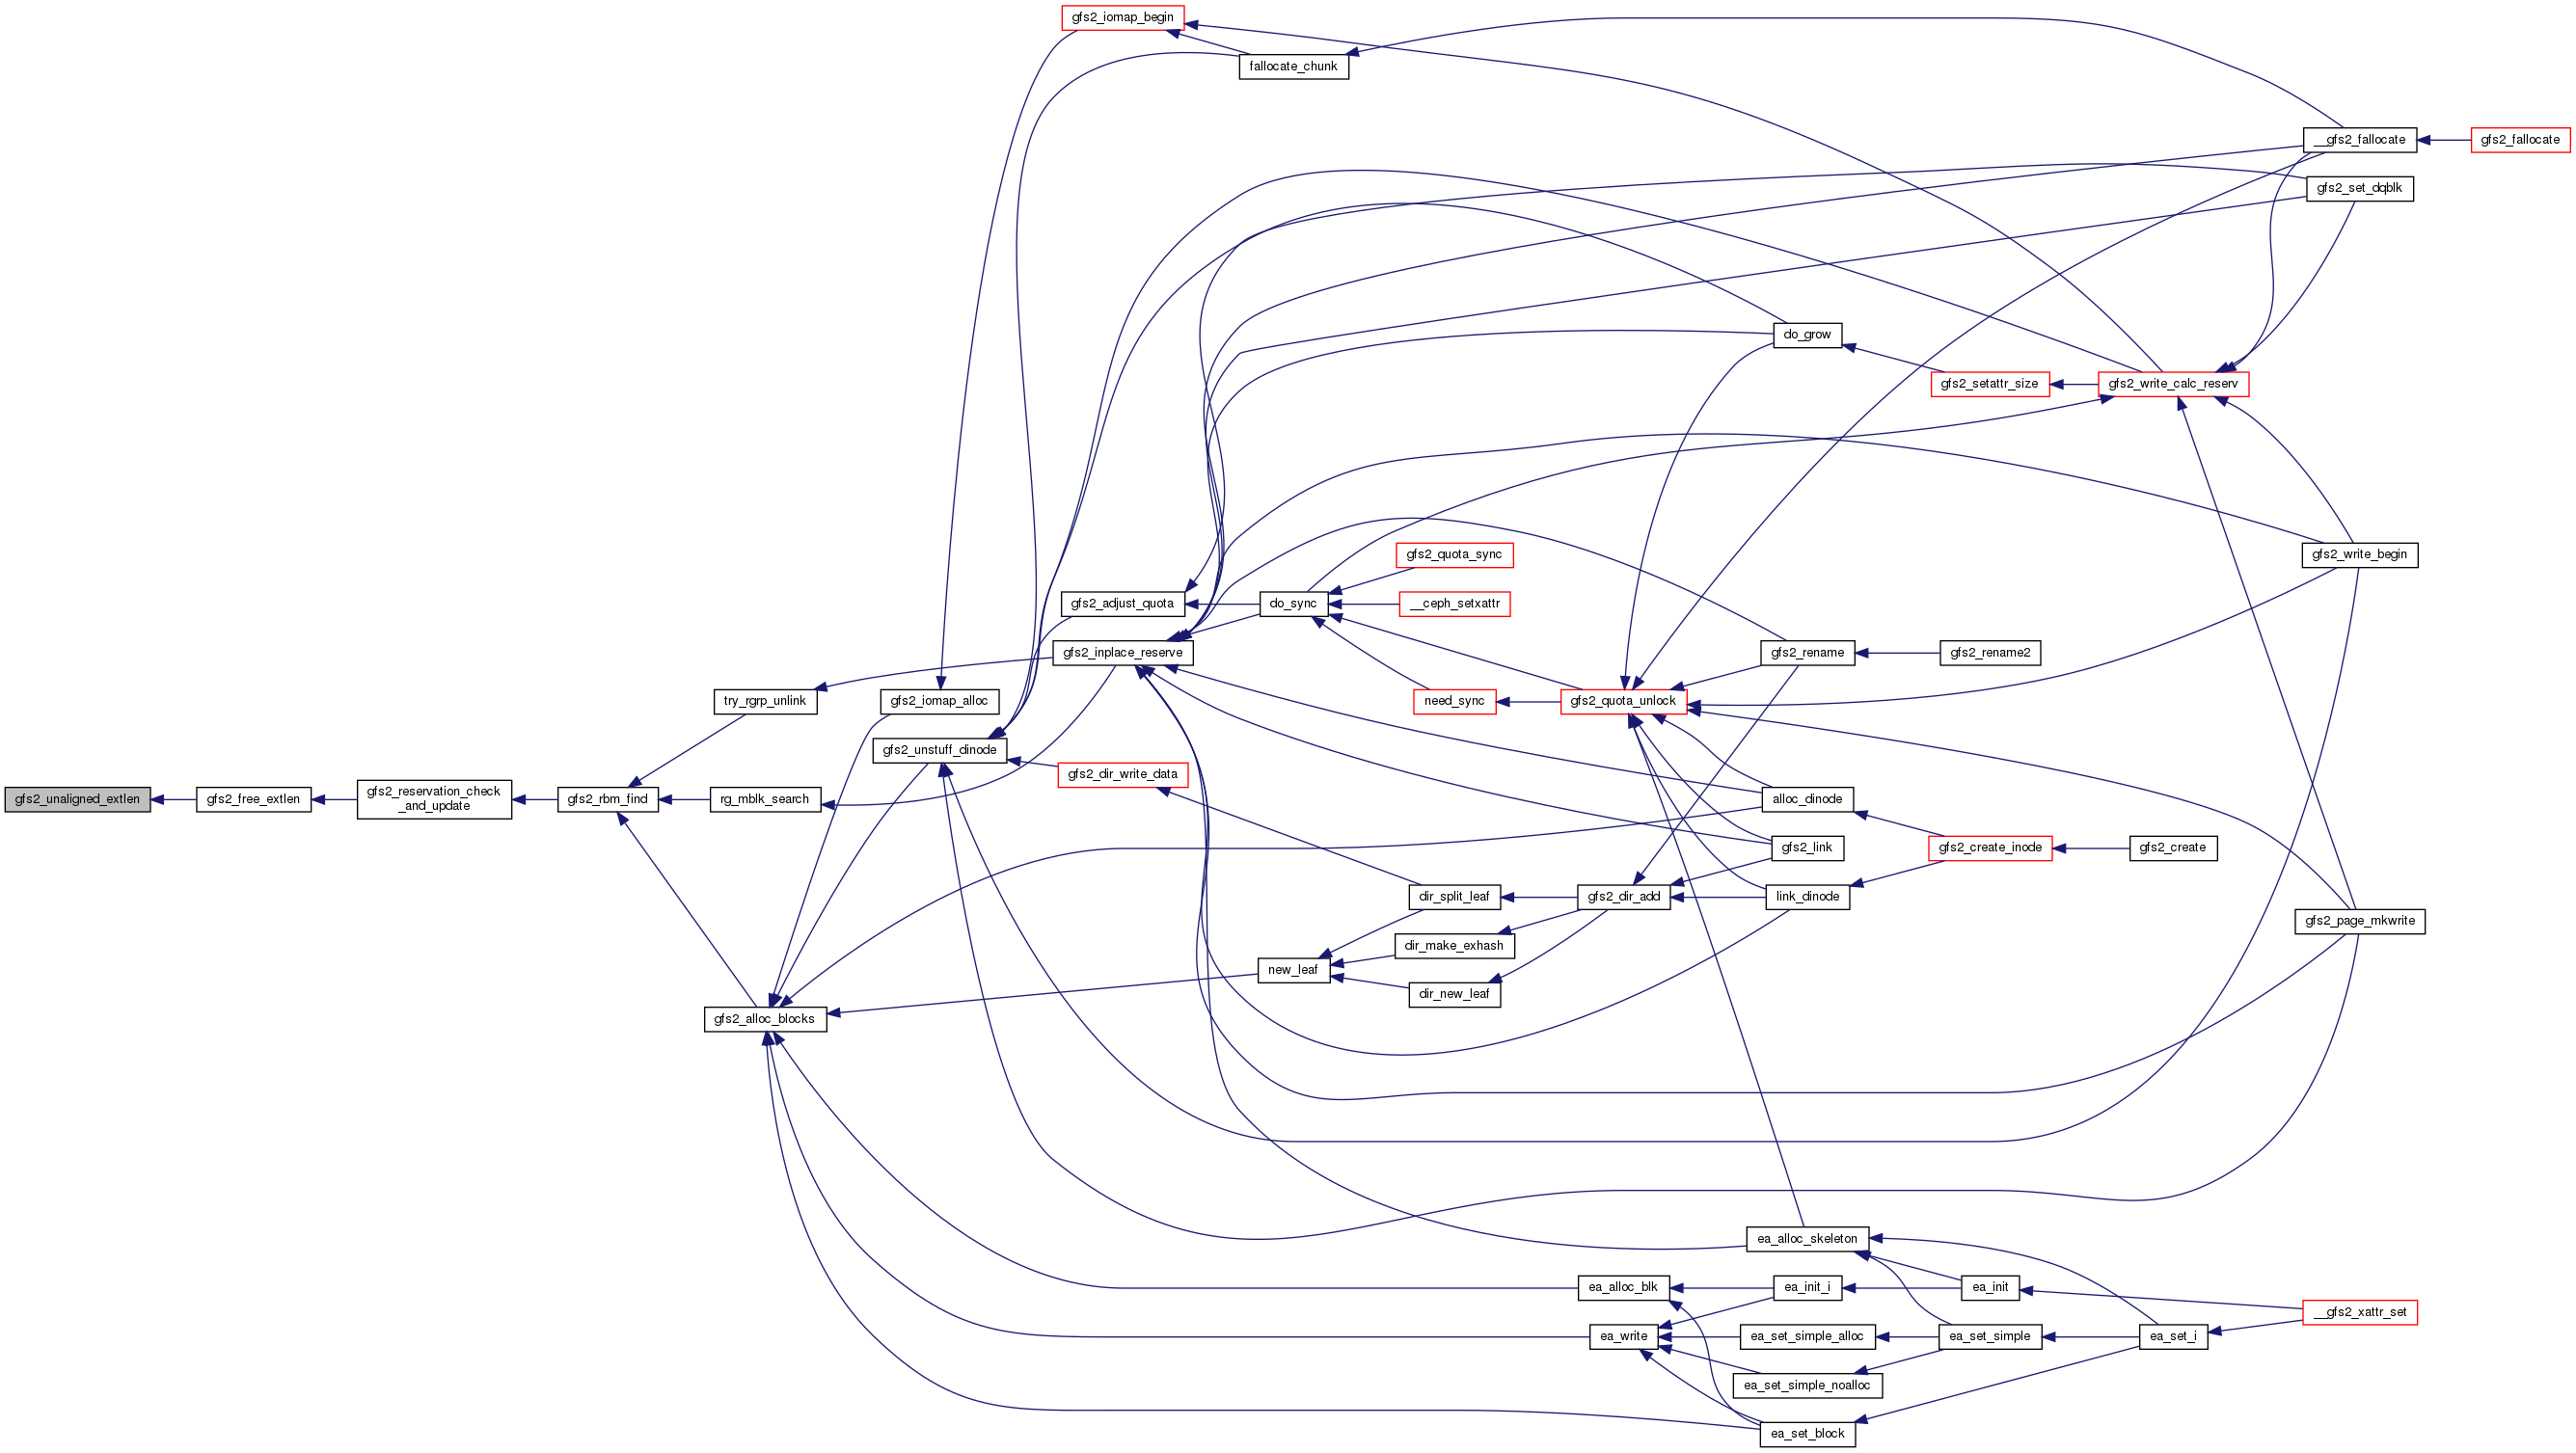 gfs2_iomap_begin
fallocate_chunk
__gfs2_fallocate
gfs2_fallocate
gfs2_set_dqblk
do_grow
gfs2_setattr_size
gfs2_write_calc_reserv
gfs2_quota_sync
gfs2_write_begin
gfs2_adjust_quota
do_sync
__ceph_setxattr
gfs2_inplace_reserve
gfs2_rename
gfs2_rename2
try_rgrp_unlink
gfs2_iomap_alloc
need_sync
gfs2_quota_unlock
gfs2_unstuff_dinode
gfs2_dir_write_data
gfs2_unaligned_extlen
gfs2_free_extlen
gfs2_reservation_check
_and_update
gfs2_rbm_find
rg_mblk_search
alloc_dinode
gfs2_link
gfs2_create_inode
gfs2_create
dir_split_leaf
gfs2_dir_add
link_dinode
gfs2_page_mkwrite
dir_make_exhash
new_leaf
dir_new_leaf
gfs2_alloc_blocks
ea_alloc_skeleton
ea_alloc_blk
ea_init_i
ea_init
__gfs2_xattr_set
ea_write
ea_set_simple_alloc
ea_set_simple
ea_set_i
ea_set_simple_noalloc
ea_set_block